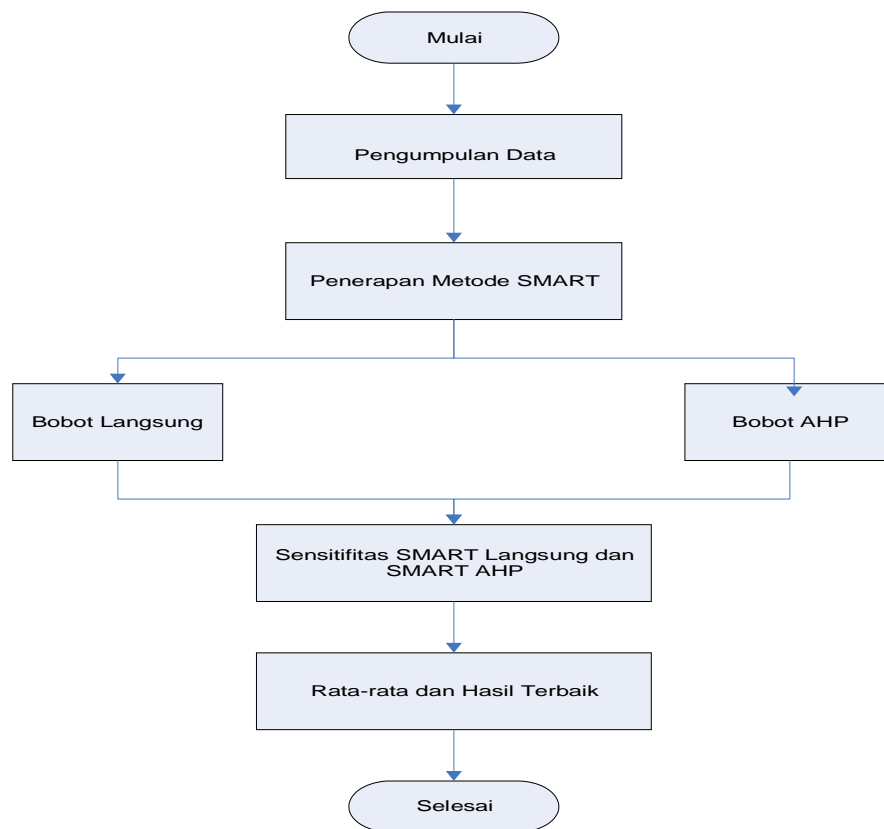 Mulai
Pengumpulan Data
Penerapan Metode SMART
Bobot Langsung
Bobot AHP
Sensitifitas SMART Langsung dan
SMART AHP
Rata-rata dan Hasil Terbaik
Selesai